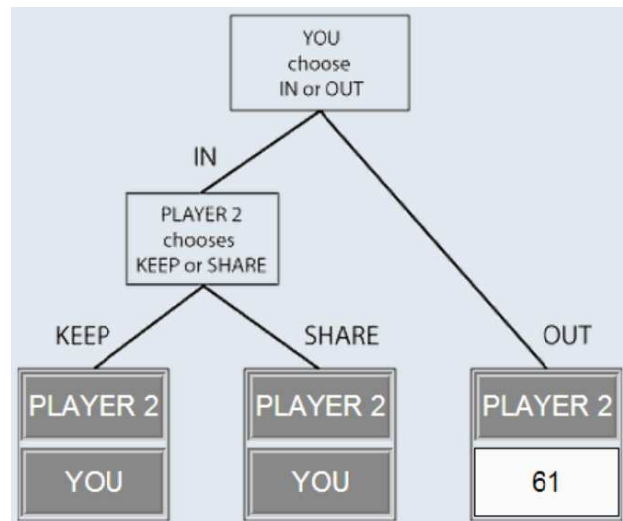 YOU
choose
IN or OUT
IN
PLAYER 2
chooses
KEEP or SHARE
KEEP
SHARE
OUT
PLAYER 2
PLAYER 2
PLAYER 2
YOU
YOU
61